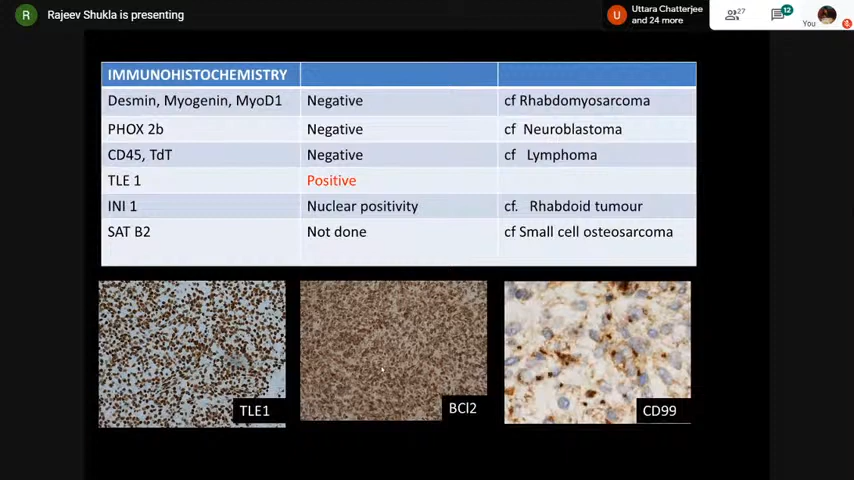 R Rajeev Shukla is presenting
U Uttara Chatterjee
and 24 more
27
12
You
IMMUNOHISTOCHEMISTRY
Desmin, Myogenin, MyoD1 Negative cf Rhabdomyosarcoma
PHOX 2b Negative cf Neuroblastoma
CD45, TdT Negative cf Lymphoma
TLE 1 Positive
INI 1 Nuclear positivity cf. Rhabdoid tumour
SAT B2 Not done cf Small cell osteosarcoma
TLE1
BCl2
CD99